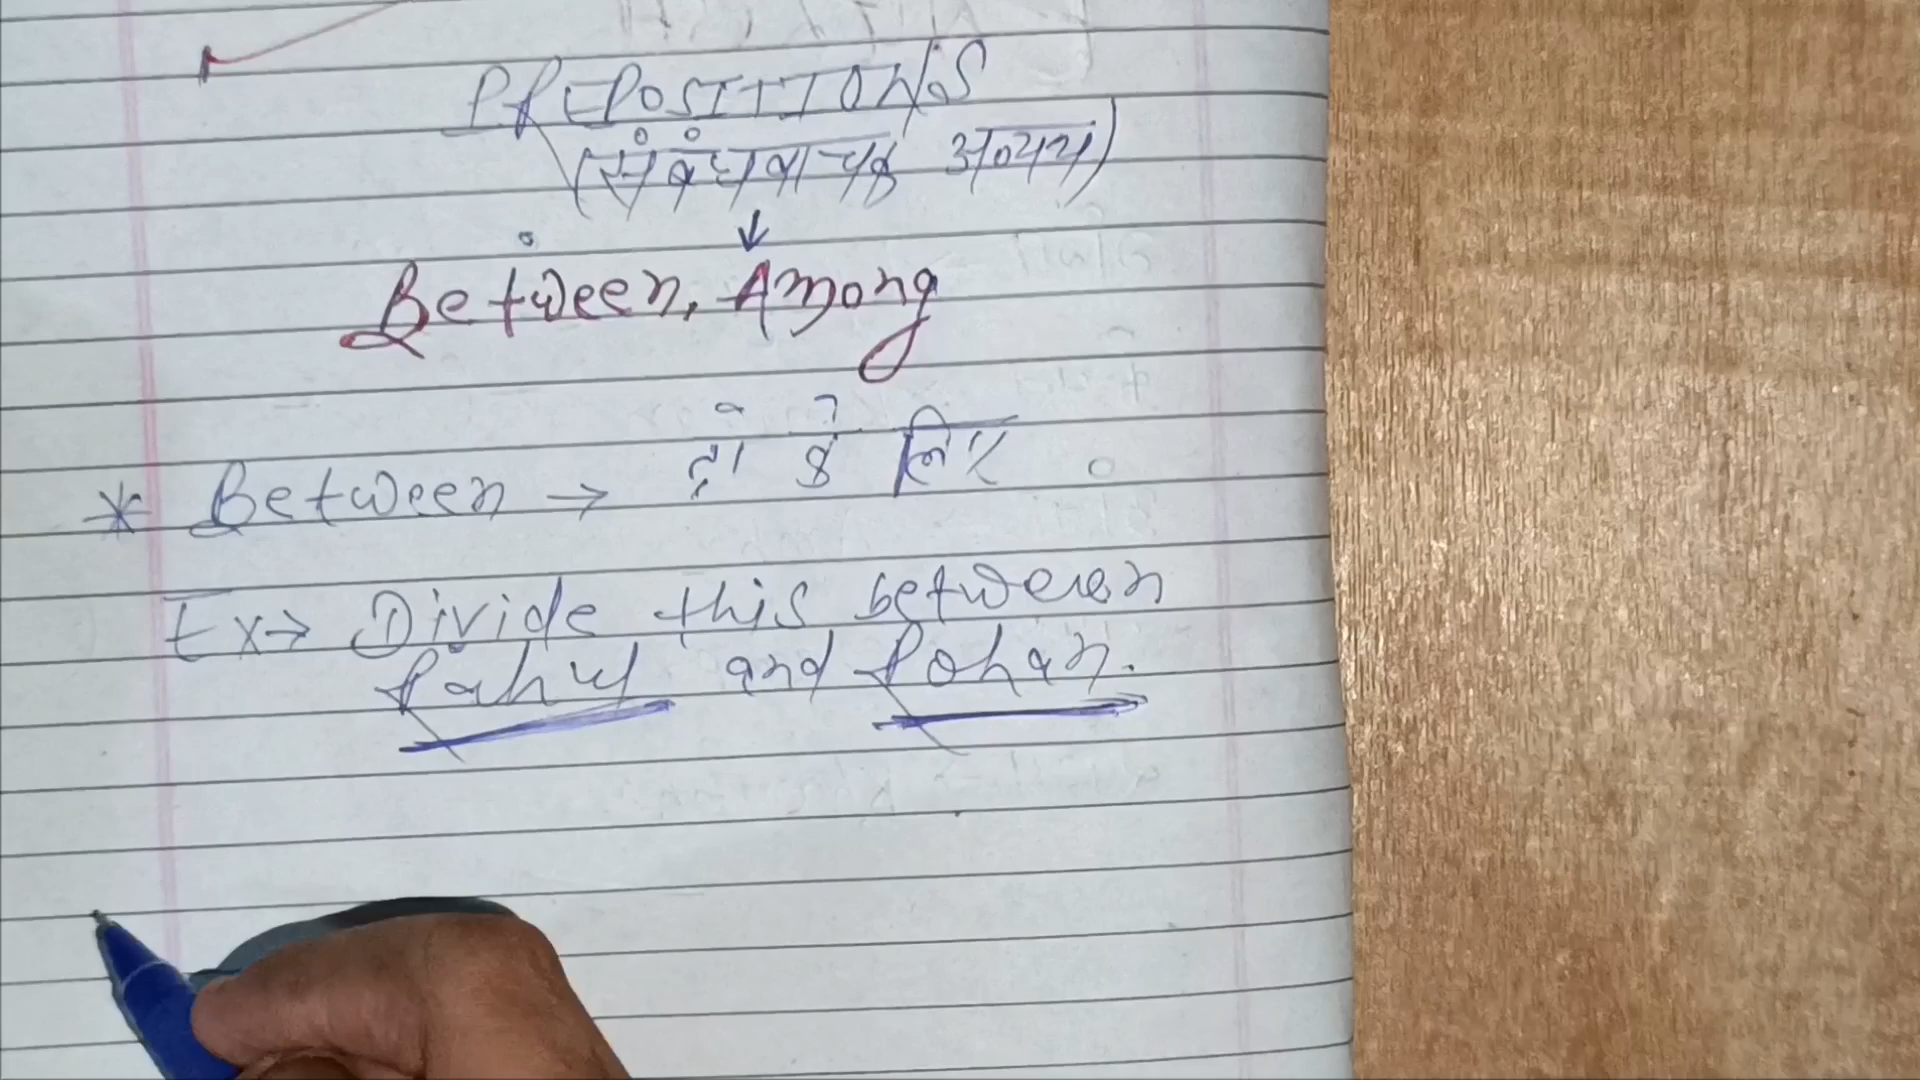 PREPOSITIONS
(संबंधवाचक अव्यय)
↓
Between, Among
* Between → दो के लिए
Ex→ Divide this between
Rahul and Rohan.